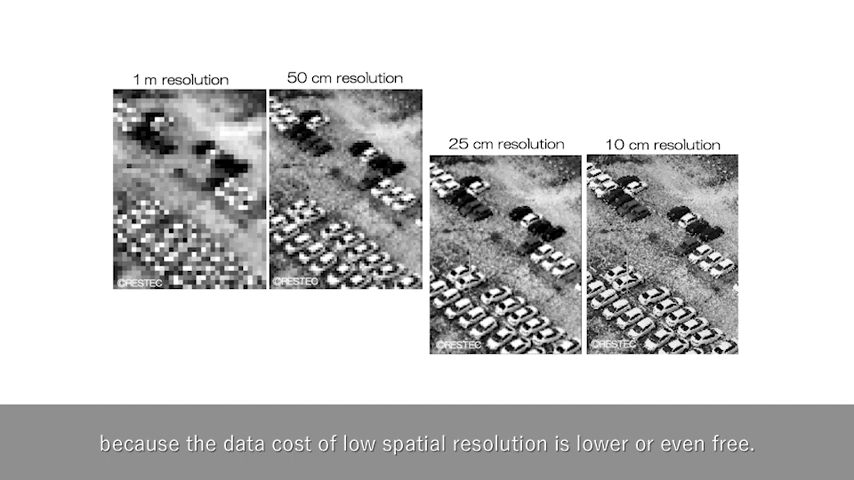 1 m resolution
50 cm resolution
25 cm resolution
10 cm resolution
©RESTEC
©RESTEC
©RESTEC
©RESTEC
because the data cost of low spatial resolution is lower or even free.